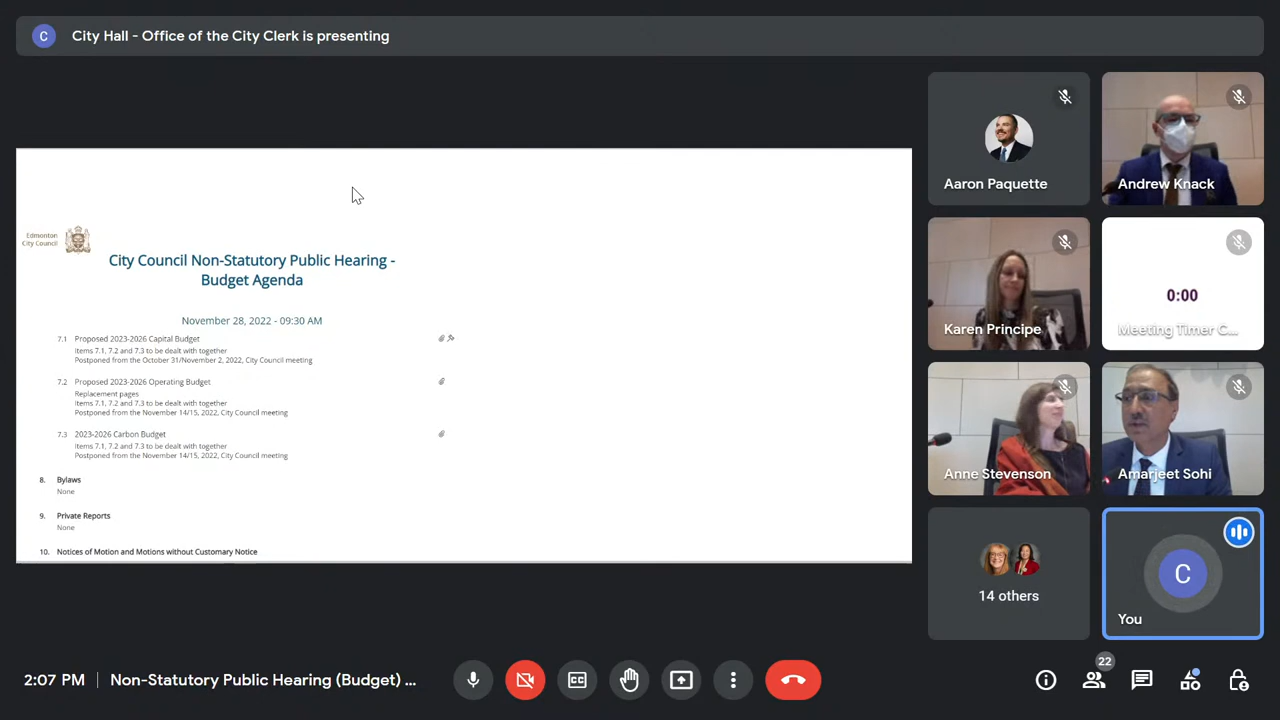 C City Hall - Office of the City Clerk is presenting
Edmonton
City Council
City Council Non-Statutory Public Hearing -
Budget Agenda
November 28, 2022 - 09:30 AM
7.1 Proposed 2023-2026 Capital Budget
Items 7.1, 7.2 and 7.3 to be dealt with together
Postponed from the October 31/November 2, 2022, City Council meeting
7.2 Proposed 2023-2026 Operating Budget
Replacement pages
Items 7.1, 7.2 and 7.3 to be dealt with together
Postponed from the November 14/15, 2022, City Council meeting
7.3 2023-2026 Carbon Budget
Items 7.1, 7.2 and 7.3 to be dealt with together
Postponed from the November 14/15, 2022, City Council meeting
8. Bylaws
None
9. Private Reports
None
10. Notices of Motion and Motions without Customary Notice
Aaron Paquette
Andrew Knack
Karen Principe
0:00
Meeting Timer C...
Anne Stevenson
Amarjeet Sohi
14 others
C
You
2:07 PM | Non-Statutory Public Hearing (Budget) ...
CC
22